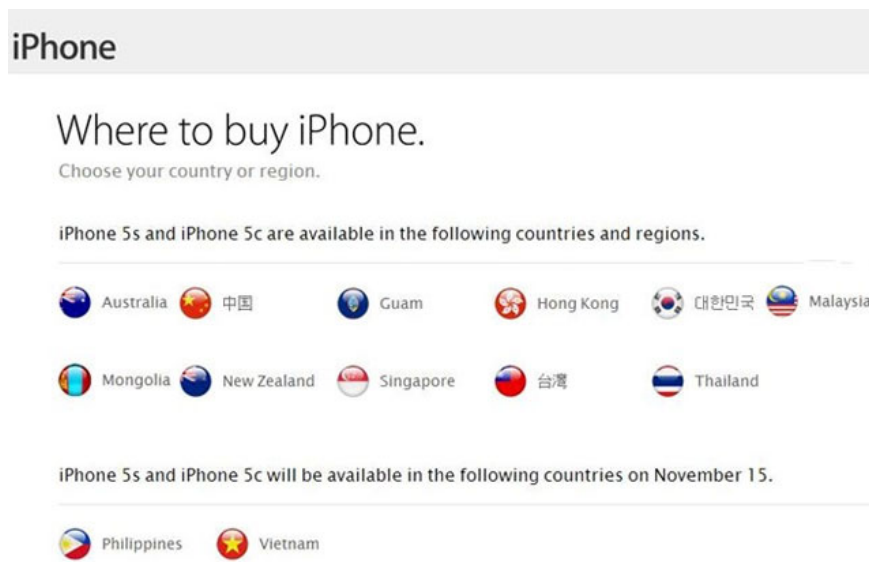 iPhone
Where to buy iPhone.
Choose your country or region.
iPhone 5s and iPhone 5c are available in the following countries and regions.
Australia 中国 Guam Hong Kong 대한민국 Malaysia
Mongolia New Zealand Singapore 台灣 Thailand
iPhone 5s and iPhone 5c will be available in the following countries on November 15.
Philippines Vietnam